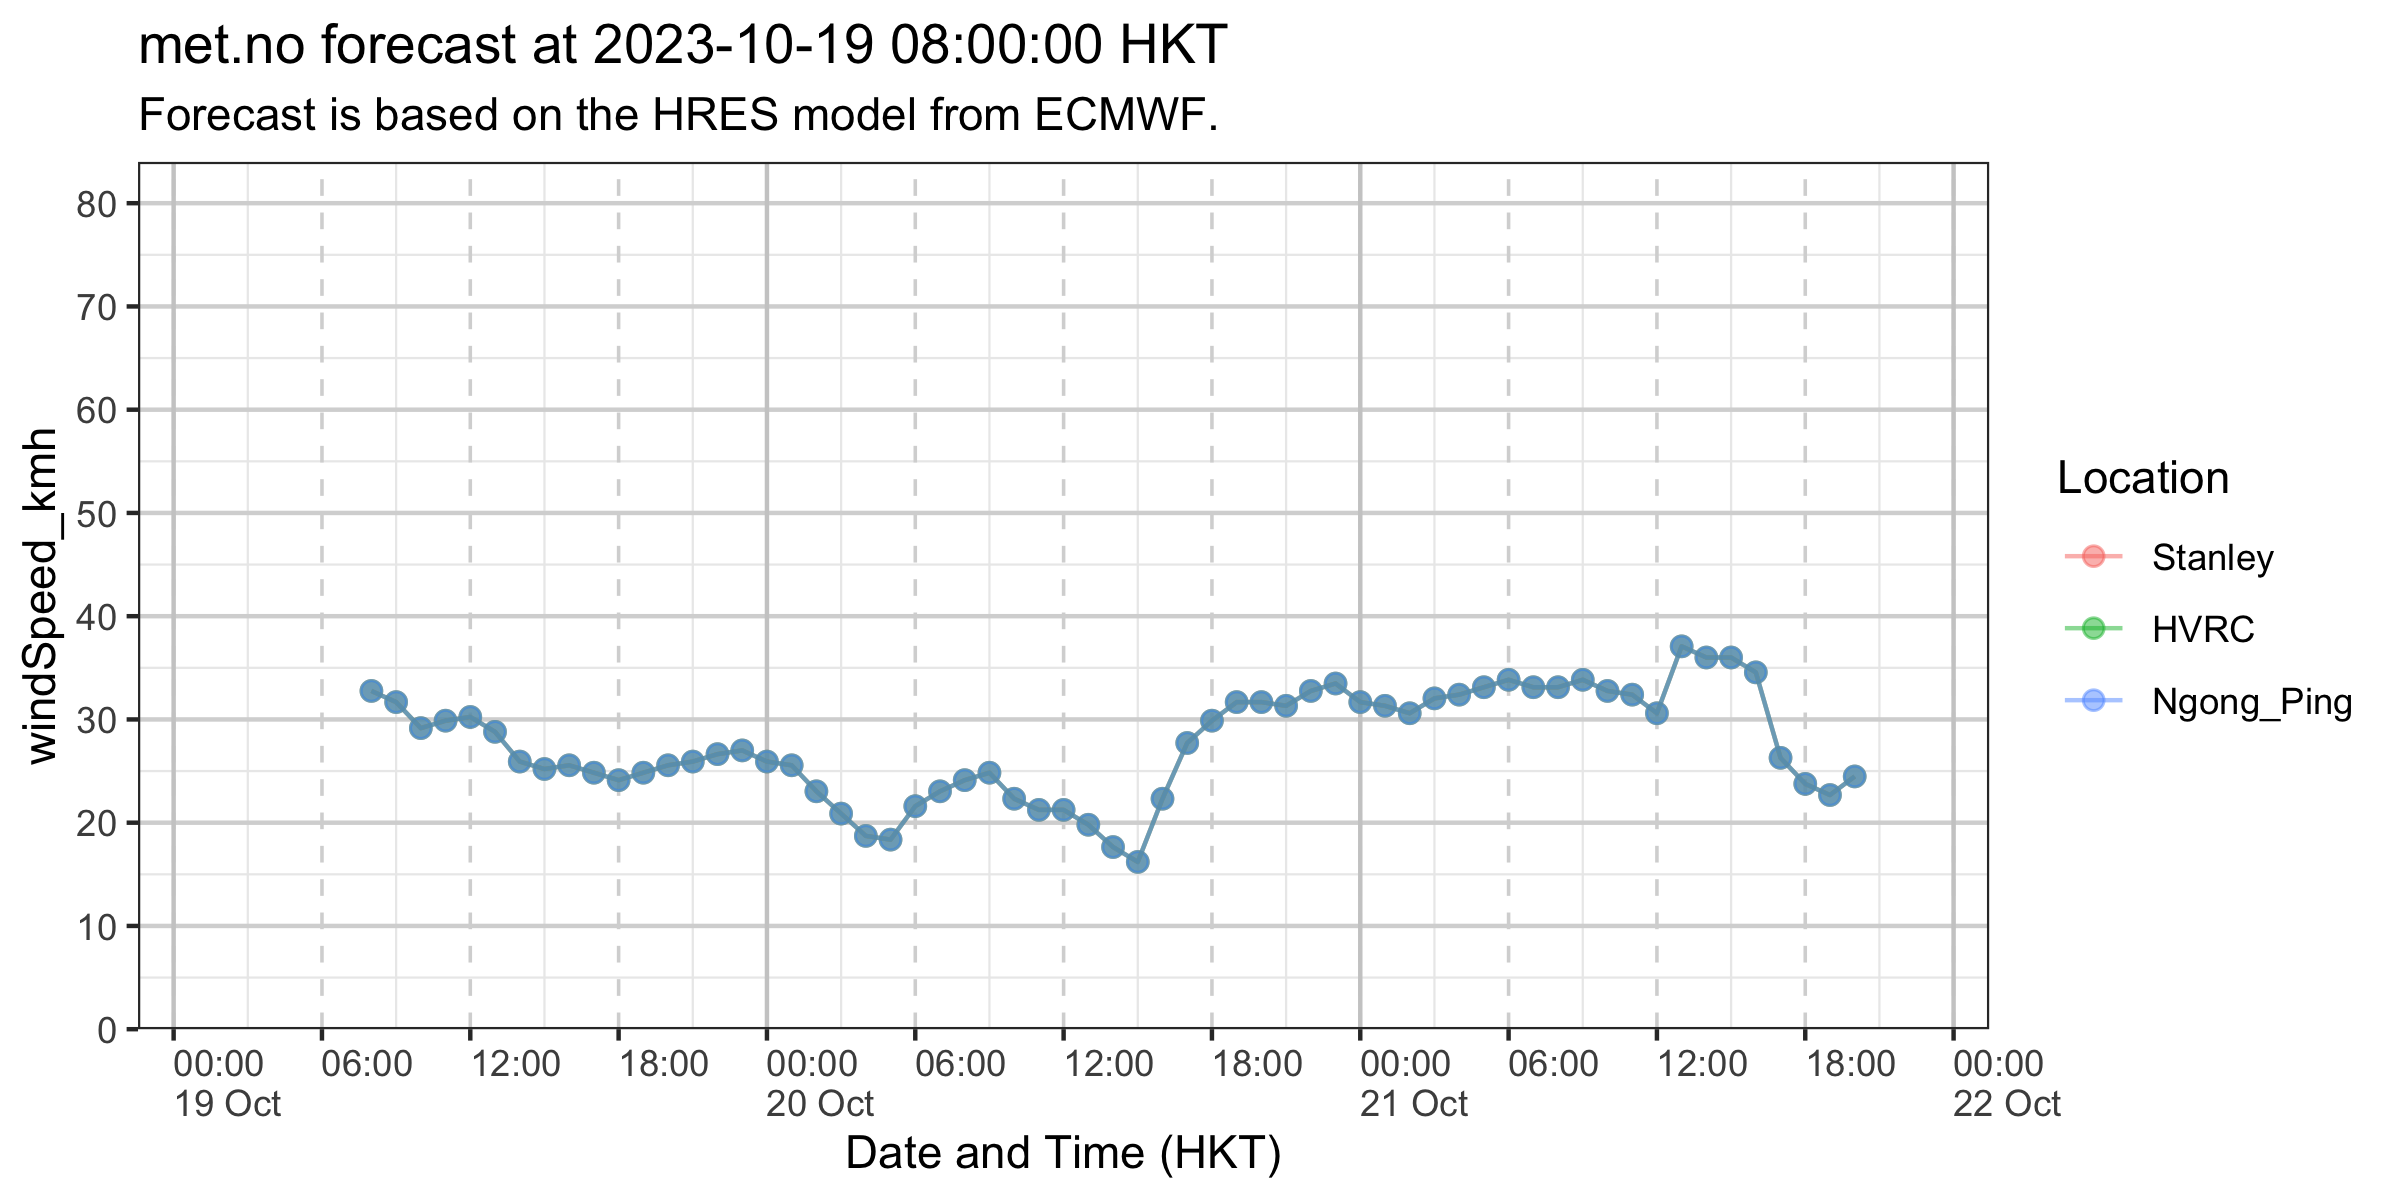 met.no forecast at 2023-10-19 08:00:00 HKT
Forecast is based on the HRES model from ECMWF.
windSpeed_kmh
80
70
60
50
40
30
20
10
0
00:00 06:00 12:00 18:00 00:00 06:00 12:00 18:00 00:00 06:00 12:00 18:00 00:00
19 Oct 20 Oct 21 Oct 22 Oct
Date and Time (HKT)
Location
Stanley
HVRC
Ngong_Ping